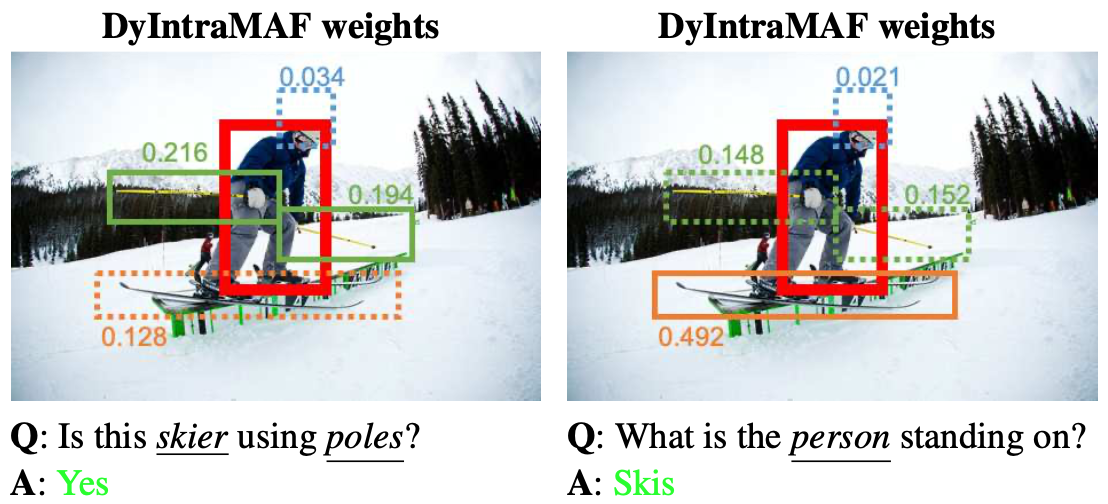 DyIntraMAF weights
0.034
0.216
0.194
0.128
Q: Is this skier using poles?
A: Yes
DyIntraMAF weights
0.021
0.148
0.152
0.492
Q: What is the person standing on?
A: Skis